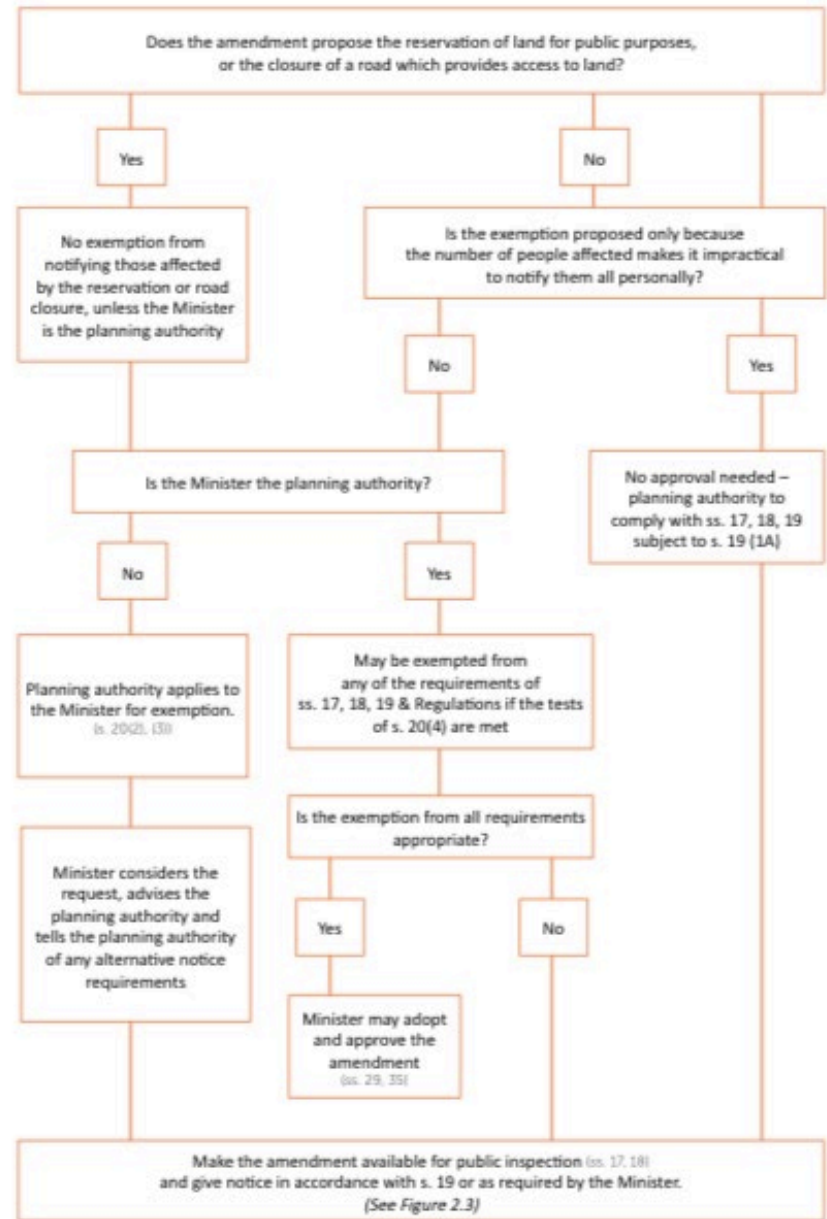 Does the amendment propose the reservation of land for public purposes,
or the closure of a road which provides access to land?
Yes
No
No exemption from
notifying those affected
by the reservation or road
closure, unless the Minister
is the planning authority
Is the exemption proposed only because
the number of people affected makes it impractical
to notify them all personally?
No
Yes
Is the Minister the planning authority?
No approval needed –
planning authority to
comply with ss. 17, 18, 19
subject to s. 19 (1A)
No
Yes
Planning authority applies to
the Minister for exemption.
(s. 20(2), (3))
May be exempted from
any of the requirements of
ss. 17, 18, 19 & Regulations if the tests
of s. 20(4) are met
Is the exemption from all requirements
appropriate?
Minister considers the
request, advises the
planning authority and
tells the planning authority
of any alternative notice
requirements
Yes
No
Minister may adopt
and approve the
amendment
(ss. 29, 35)
Make the amendment available for public inspection (ss. 17, 18)
and give notice in accordance with s. 19 or as required by the Minister.
(See Figure 2.3)